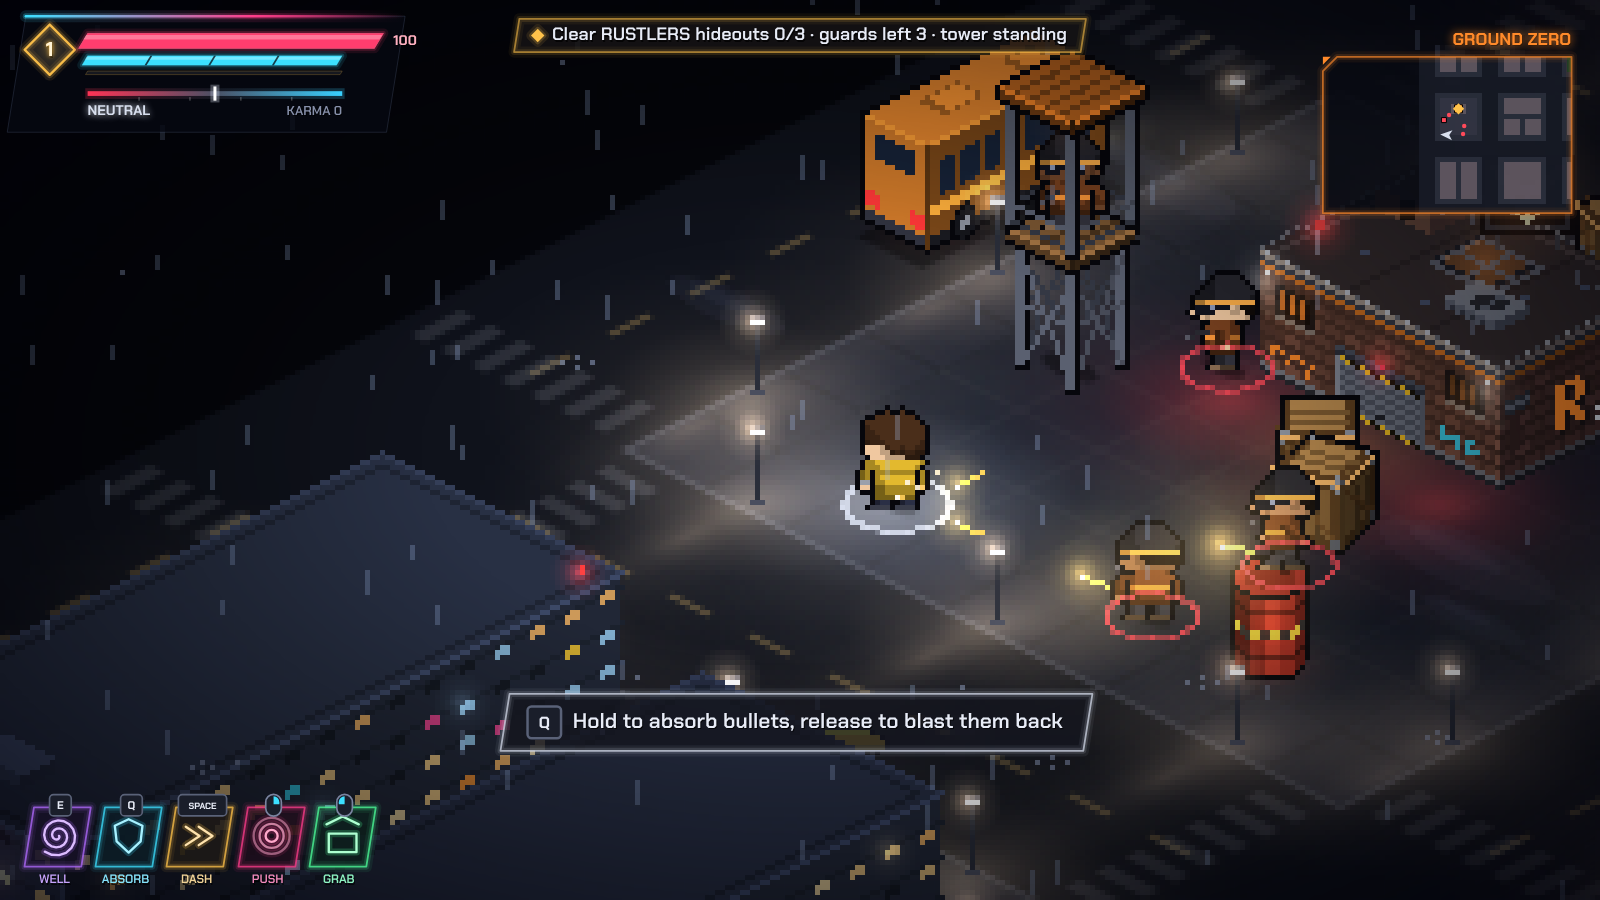 1
100
NEUTRAL
KARMA 0
Clear RUSTLERS hideouts 0/3 · guards left 3 · tower standing
GROUND ZERO
R
Q Hold to absorb bullets, release to blast them back
E
Q
SPACE
WELL
ABSORB
DASH
PUSH
GRAB